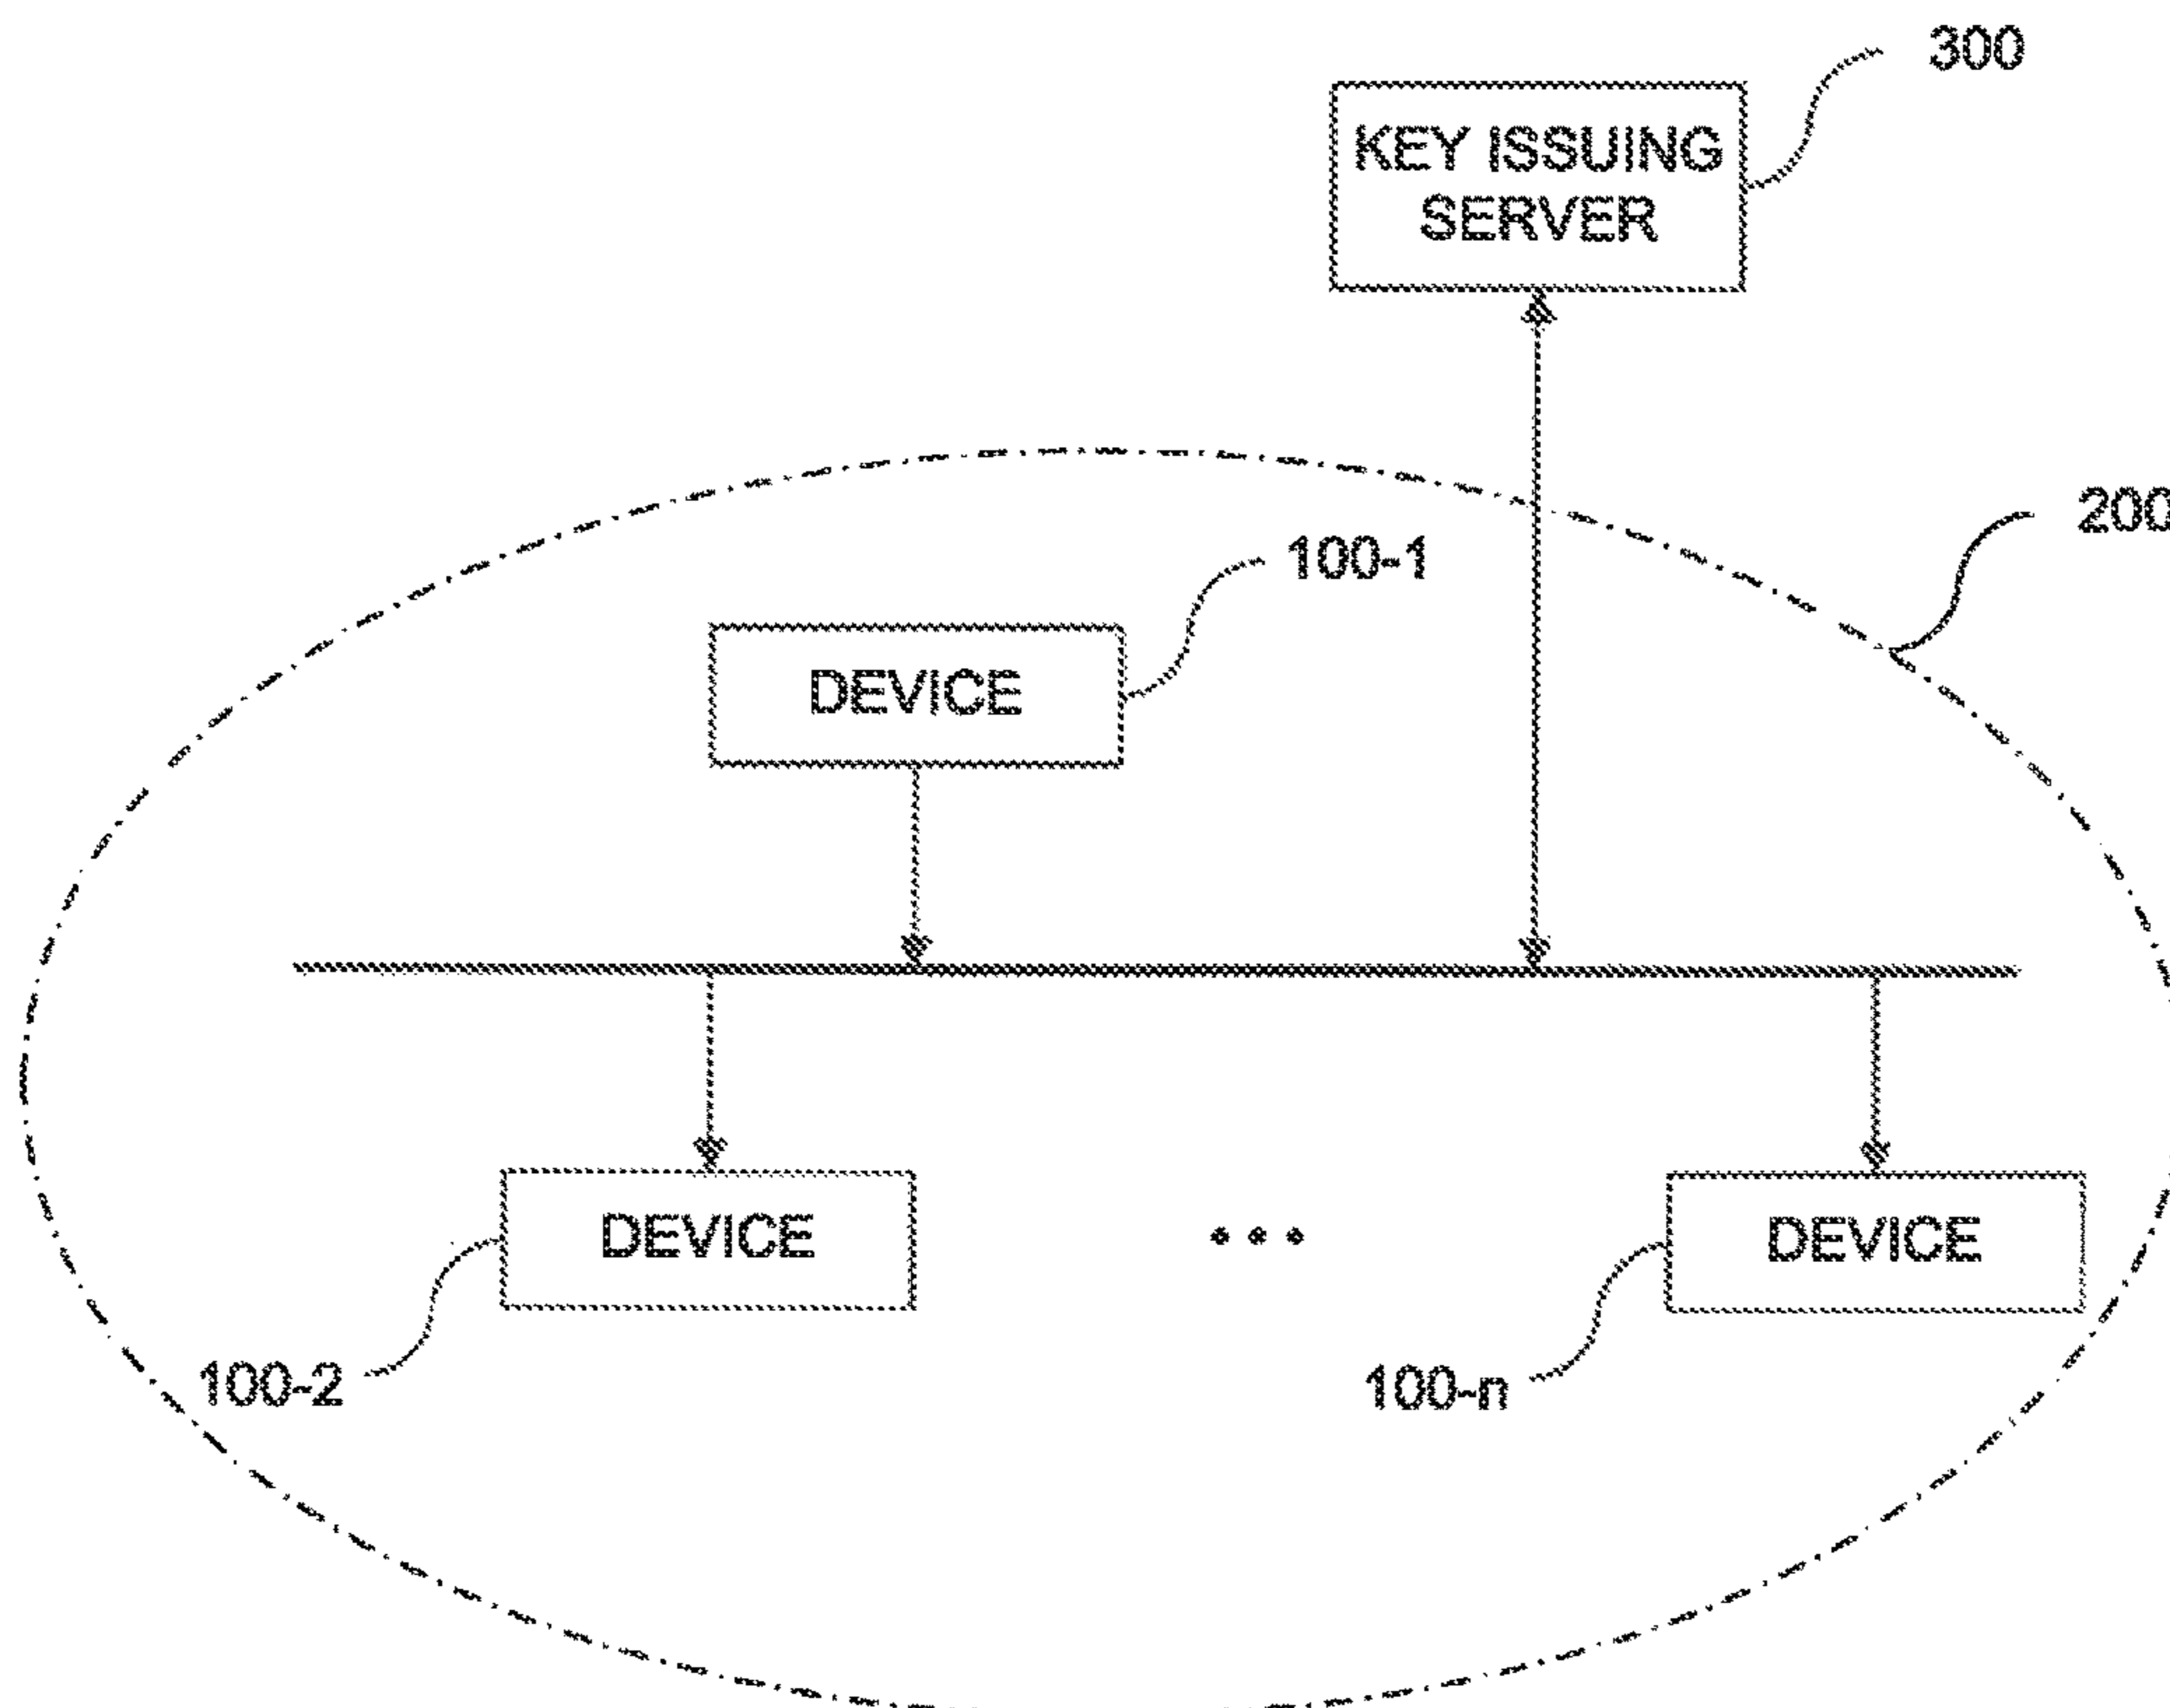 300
KEY ISSUING
SERVER
200
100-1
DEVICE
DEVICE
DEVICE
100-2
100-n